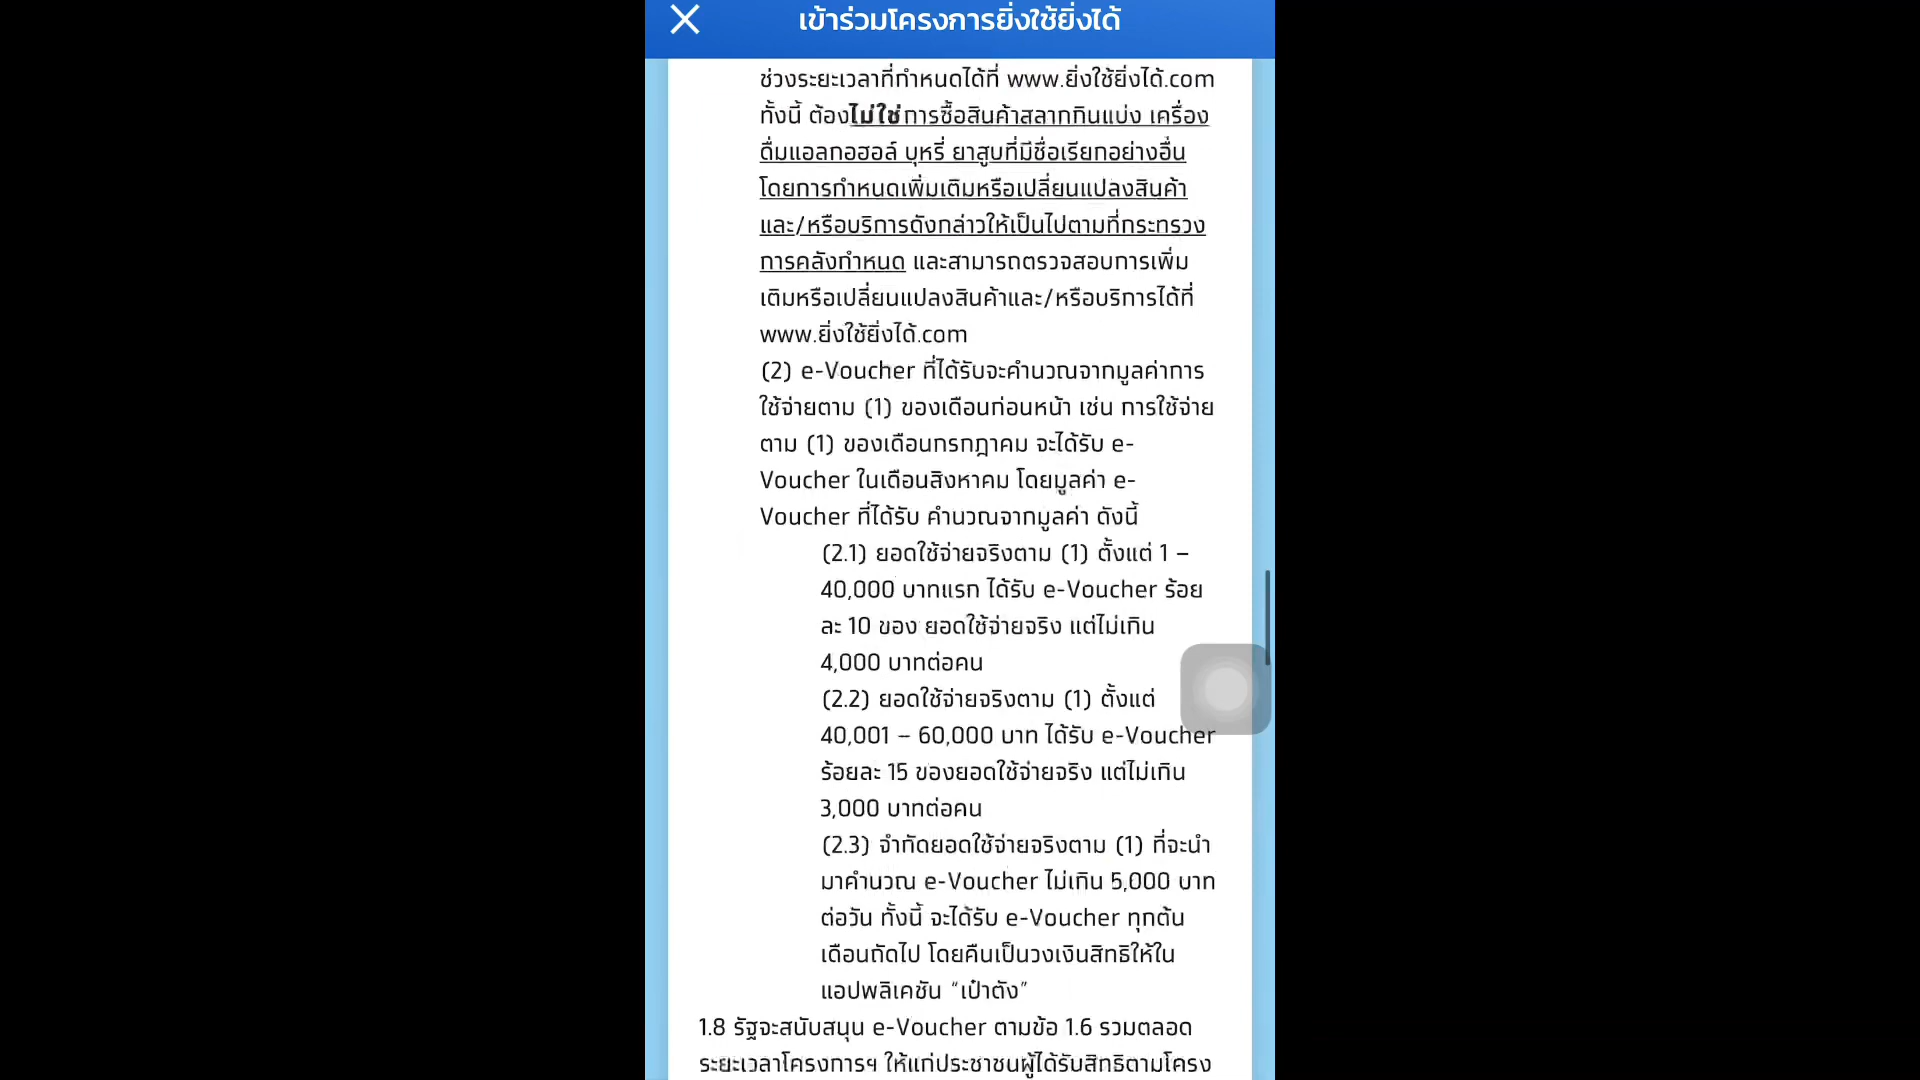 เข้าร่วมโครงการยิ่งใช้ยิ่งได้
ช่วงระยะเวลาที่กำหนดได้ที่ www.ยิ่งใช้ยิ่งได้.com
ทั้งนี้ ต้องไม่ใช่การซื้อสินค้าสลากกินแบ่ง เครื่อง
ดื่มแอลกอฮอล์ บุหรี่ ยาสูบที่มีชื่อเรียกอย่างอื่น
โดยการกำหนดเพิ่มเติมหรือเปลี่ยนแปลงสินค้า
และ/หรือบริการดังกล่าวให้เป็นไปตามที่กระทรวง
การคลังกำหนด และสามารถตรวจสอบการเพิ่ม
เติมหรือเปลี่ยนแปลงสินค้าและ/หรือบริการได้ที่
www.ยิ่งใช้ยิ่งได้.com
(2) e-Voucher ที่ได้รับจะคำนวณจากมูลค่าการ
ใช้จ่ายตาม (1) ของเดือนก่อนหน้า เช่น การใช้จ่าย
ตาม (1) ของเดือนกรกฎาคม จะได้รับ e-
Voucher ในเดือนสิงหาคม โดยมูลค่า e-
Voucher ที่ได้รับ คำนวณจากมูลค่า ดังนี้
(2.1) ยอดใช้จ่ายจริงตาม (1) ตั้งแต่ 1 –
40,000 บาทแรก ได้รับ e-Voucher ร้อย
ละ 10 ของ ยอดใช้จ่ายจริง แต่ไม่เกิน
4,000 บาทต่อคน
(2.2) ยอดใช้จ่ายจริงตาม (1) ตั้งแต่
40,001 – 60,000 บาท ได้รับ e-Voucher
ร้อยละ 15 ของยอดใช้จ่ายจริง แต่ไม่เกิน
3,000 บาทต่อคน
(2.3) จำกัดยอดใช้จ่ายจริงตาม (1) ที่จะนำ
มาคำนวณ e-Voucher ไม่เกิน 5,000 บาท
ต่อวัน ทั้งนี้ จะได้รับ e-Voucher ทุกต้น
เดือนถัดไป โดยคืนเป็นวงเงินสิทธิให้ใน
แอปพลิเคชัน “เป๋าตัง”
1.8 รัฐจะสนับสนุน e-Voucher ตามข้อ 1.6 รวมตลอด
ระยะเวลาโครงการฯ ให้แก่ประชาชนผู้ได้รับสิทธิตามโครง